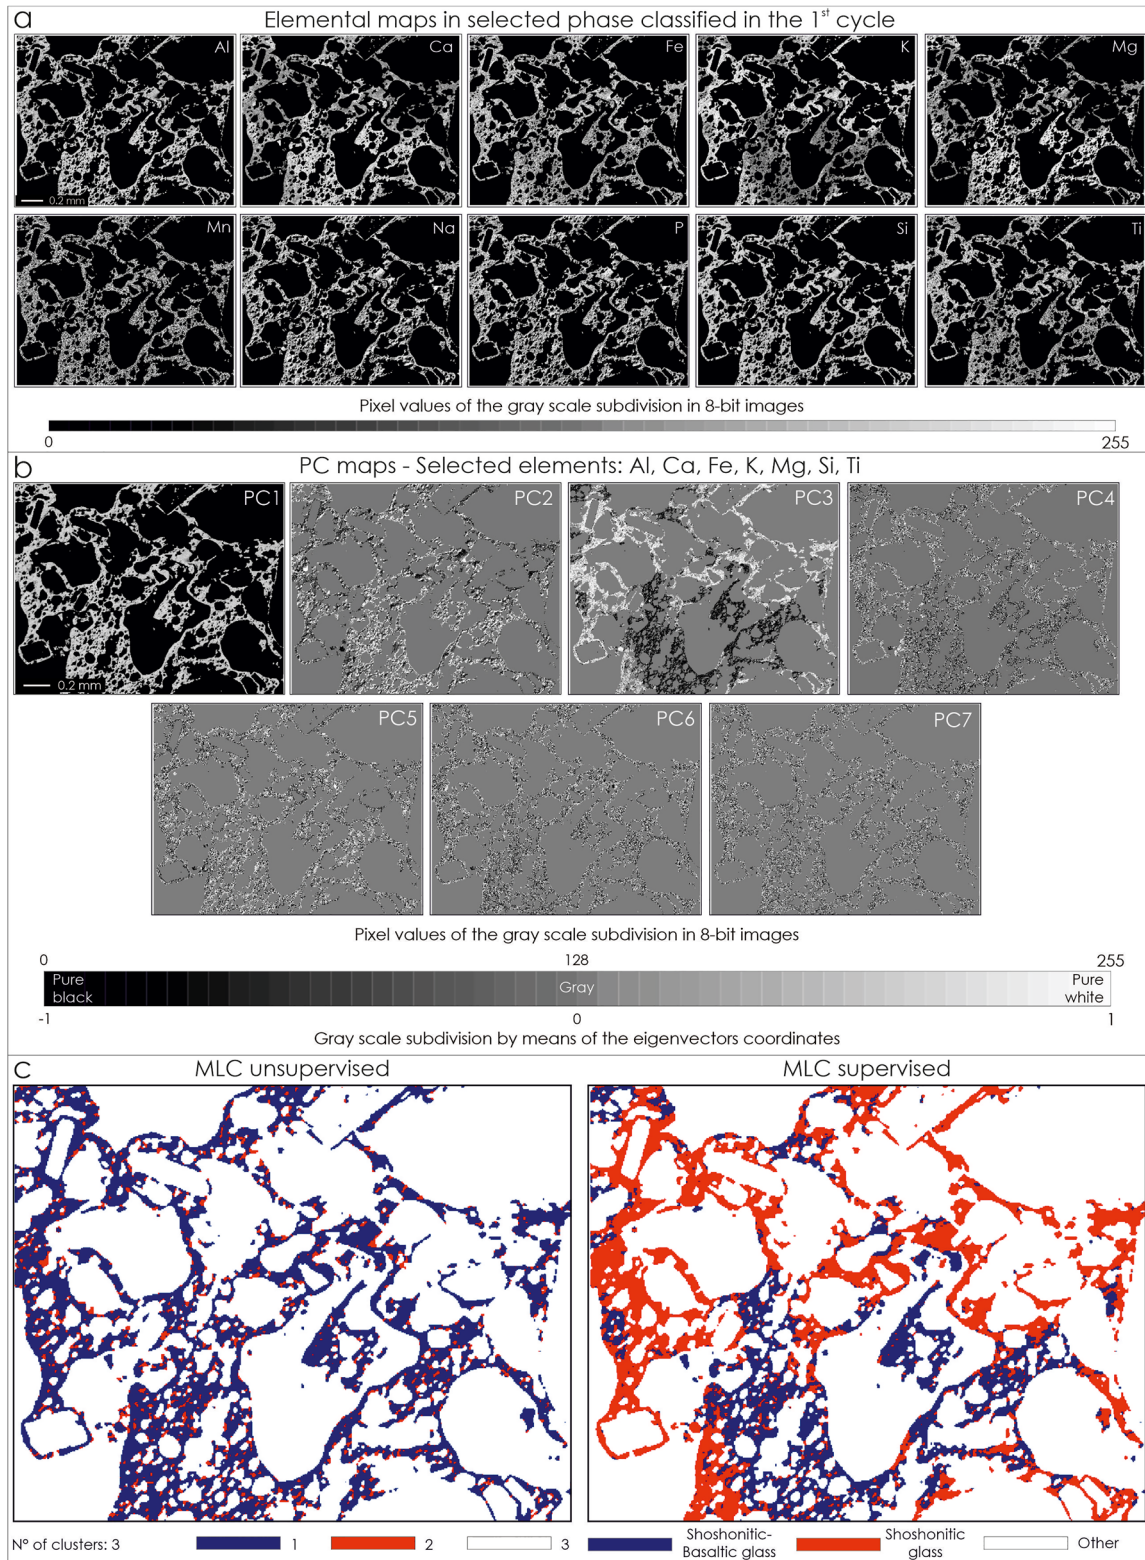 a
Elemental maps in selected phase classified in the 1st cycle
Al
Ca
Fe
K
Mg
0.2 mm
Mn
Na
P
Si
Ti
Pixel values of the gray scale subdivision in 8-bit images
0
255
b
PC maps - Selected elements: Al, Ca, Fe, K, Mg, Si, Ti
PC1
PC2
PC3
PC4
0.2 mm
PC5
PC6
PC7
Pixel values of the gray scale subdivision in 8-bit images
0
128
255
Pure
black
Gray
Pure
white
-1
0
1
Gray scale subdivision by means of the eigenvectors coordinates
c
MLC unsupervised
MLC supervised
N° of clusters: 3
1
2
3
Shoshonitic-
Basaltic glass
Shoshonitic
glass
Other